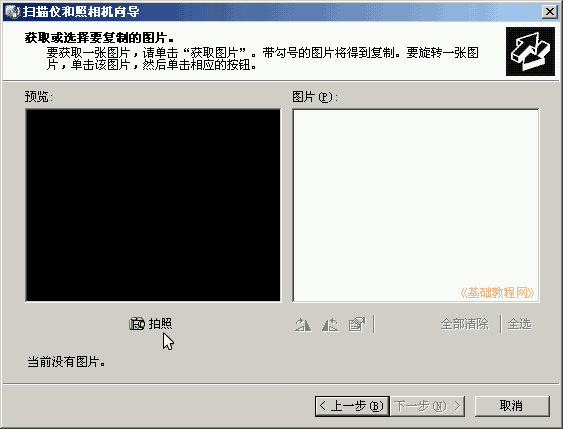 扫描仪和照相机向导
获取或选择要复制的图片。
要获取一张图片，请单击“获取图片”。带勾号的图片将得到复制。要旋转一张图
片，单击该图片，然后单击相应的按钮。
预览:
图片(P):
《基础教程网》
拍照
全部清除 全选
当前没有图片。
< 上一步(B) 下一步(N) > 取消